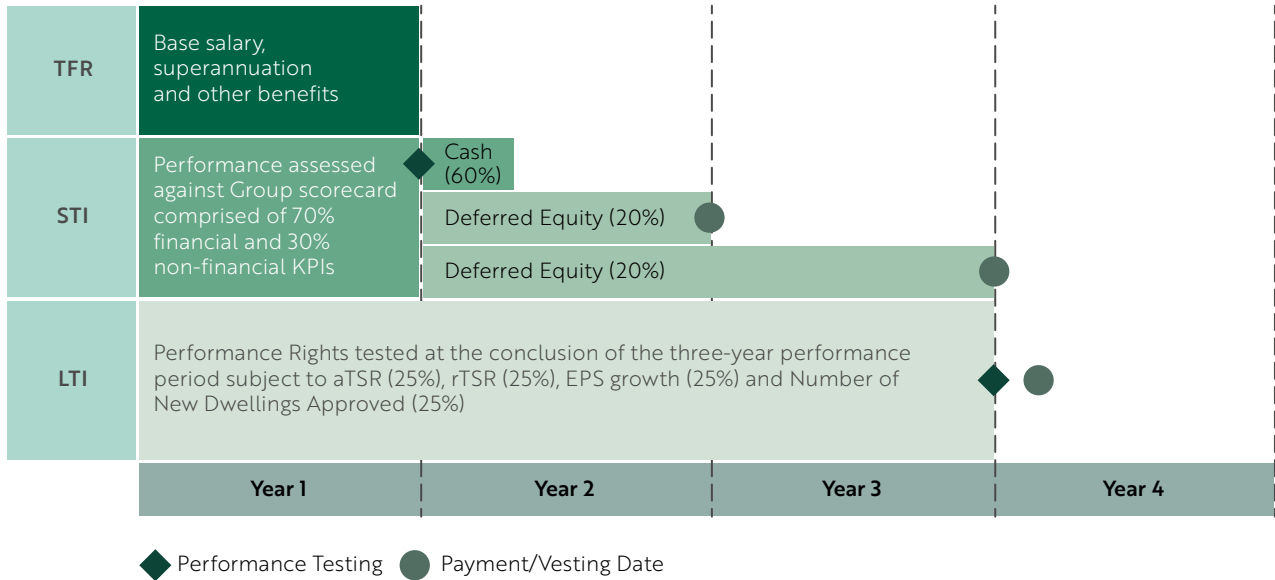 TFR
Base salary,
superannuation
and other benefits
STI
Performance assessed
against Group scorecard
comprised of 70%
financial and 30%
non-financial KPIs
Cash
(60%)
Deferred Equity (20%)
Deferred Equity (20%)
LTI
Performance Rights tested at the conclusion of the three-year performance
period subject to aTSR (25%), rTSR (25%), EPS growth (25%) and Number of
New Dwellings Approved (25%)
Year 1
Year 2
Year 3
Year 4
Performance Testing
Payment/Vesting Date